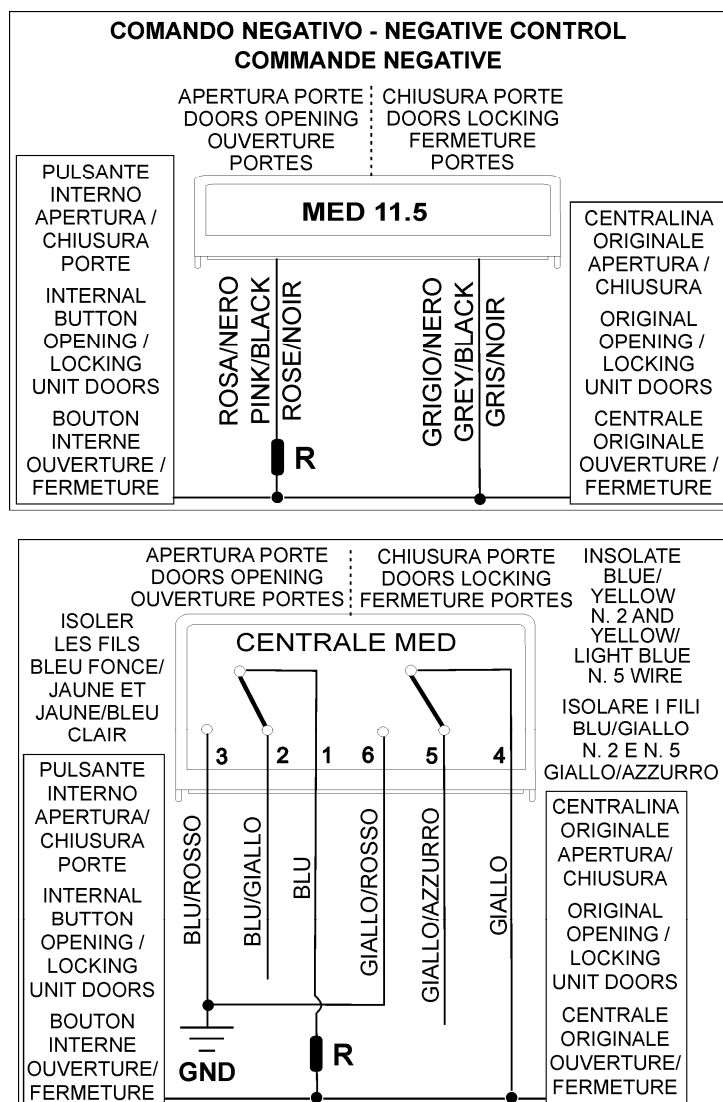 COMANDO NEGATIVO - NEGATIVE CONTROL
COMMANDE NEGATIVE
APERTURA PORTE
DOORS OPENING
OUVERTURE
PORTES
CHIUSURA PORTE
DOORS LOCKING
FERMETURE
PORTES
PULSANTE
INTERNO
APERTURA /
CHIUSURA
PORTE
INTERNAL
BUTTON
OPENING /
LOCKING
UNIT DOORS
BOUTON
INTERNE
OUVERTURE /
FERMETURE
MED 11.5
ROSA/NERO
PINK/BLACK
ROSE/NOIR
R
GRIGIO/NERO
GREY/BLACK
GRIS/NOIR
CENTRALINA
ORIGINALE
APERTURA /
CHIUSURA
ORIGINAL
OPENING /
LOCKING
UNIT DOORS
CENTRALE
ORIGINALE
OUVERTURE /
FERMETURE
APERTURA PORTE
DOORS OPENING
OUVERTURE PORTES
CHIUSURA PORTE
DOORS LOCKING
FERMETURE PORTES
INSOLATE
BLUE/
YELLOW
N. 2 AND
YELLOW/
LIGHT BLUE
N. 5 WIRE
ISOLARE I FILI
BLU/GIALLO
N. 2 E N. 5
GIALLO/AZZURRO
ISOLER
LES FILS
BLEU FONCE/
JAUNE ET
JAUNE/BLEU
CLAIR
CENTRALE MED
3 2 1 6 5 4
BLU/ROSSO
BLU/GIALLO
BLU
GIALLO/ROSSO
GIALLO/AZZURRO
GIALLO
PULSANTE
INTERNO
APERTURA/
CHIUSURA
PORTE
INTERNAL
BUTTON
OPENING /
LOCKING
UNIT DOORS
BOUTON
INTERNE
OUVERTURE/
FERMETURE
GND
R
CENTRALINA
ORIGINALE
APERTURA/
CHIUSURA
ORIGINAL
OPENING /
LOCKING
UNIT DOORS
CENTRALE
ORIGINALE
OUVERTURE/
FERMETURE